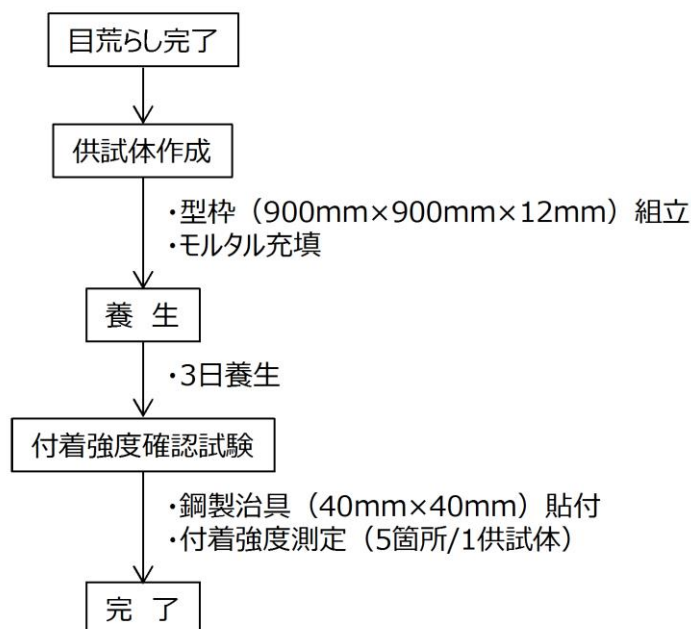 目荒らし完了
供試体作成
・型枠（900mm×900mm×12mm）組立
・モルタル充填
養 生
・3日養生
付着強度確認試験
・鋼製治具（40mm×40mm）貼付
・付着強度測定（5箇所/1供試体）
完 了